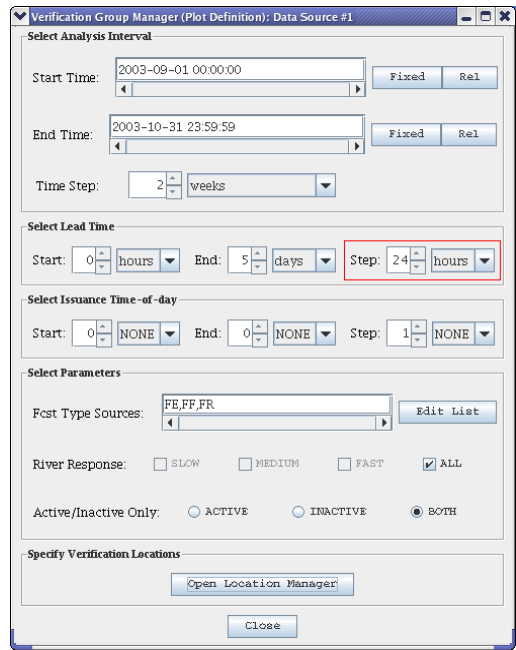 Verification Group Manager (Plot Definition): Data Source #1
Select Analysis Interval
Start Time: 2003-09-01 00:00:00 Fixed Rel
End Time: 2003-10-31 23:59:59 Fixed Rel
Time Step: 2 weeks
Select Lead Time
Start: 0 hours End: 5 days Step: 24 hours
Select Issuance Time-of-day
Start: 0 NONE End: 0 NONE Step: 1 NONE
Select Parameters
Fcst Type Sources: FE,FF,FR Edit List
River Response: SLOW MEDIUM FAST ALL
Active/Inactive Only: ACTIVE INACTIVE BOTH
Specify Verification Locations
Open Location Manager
Close